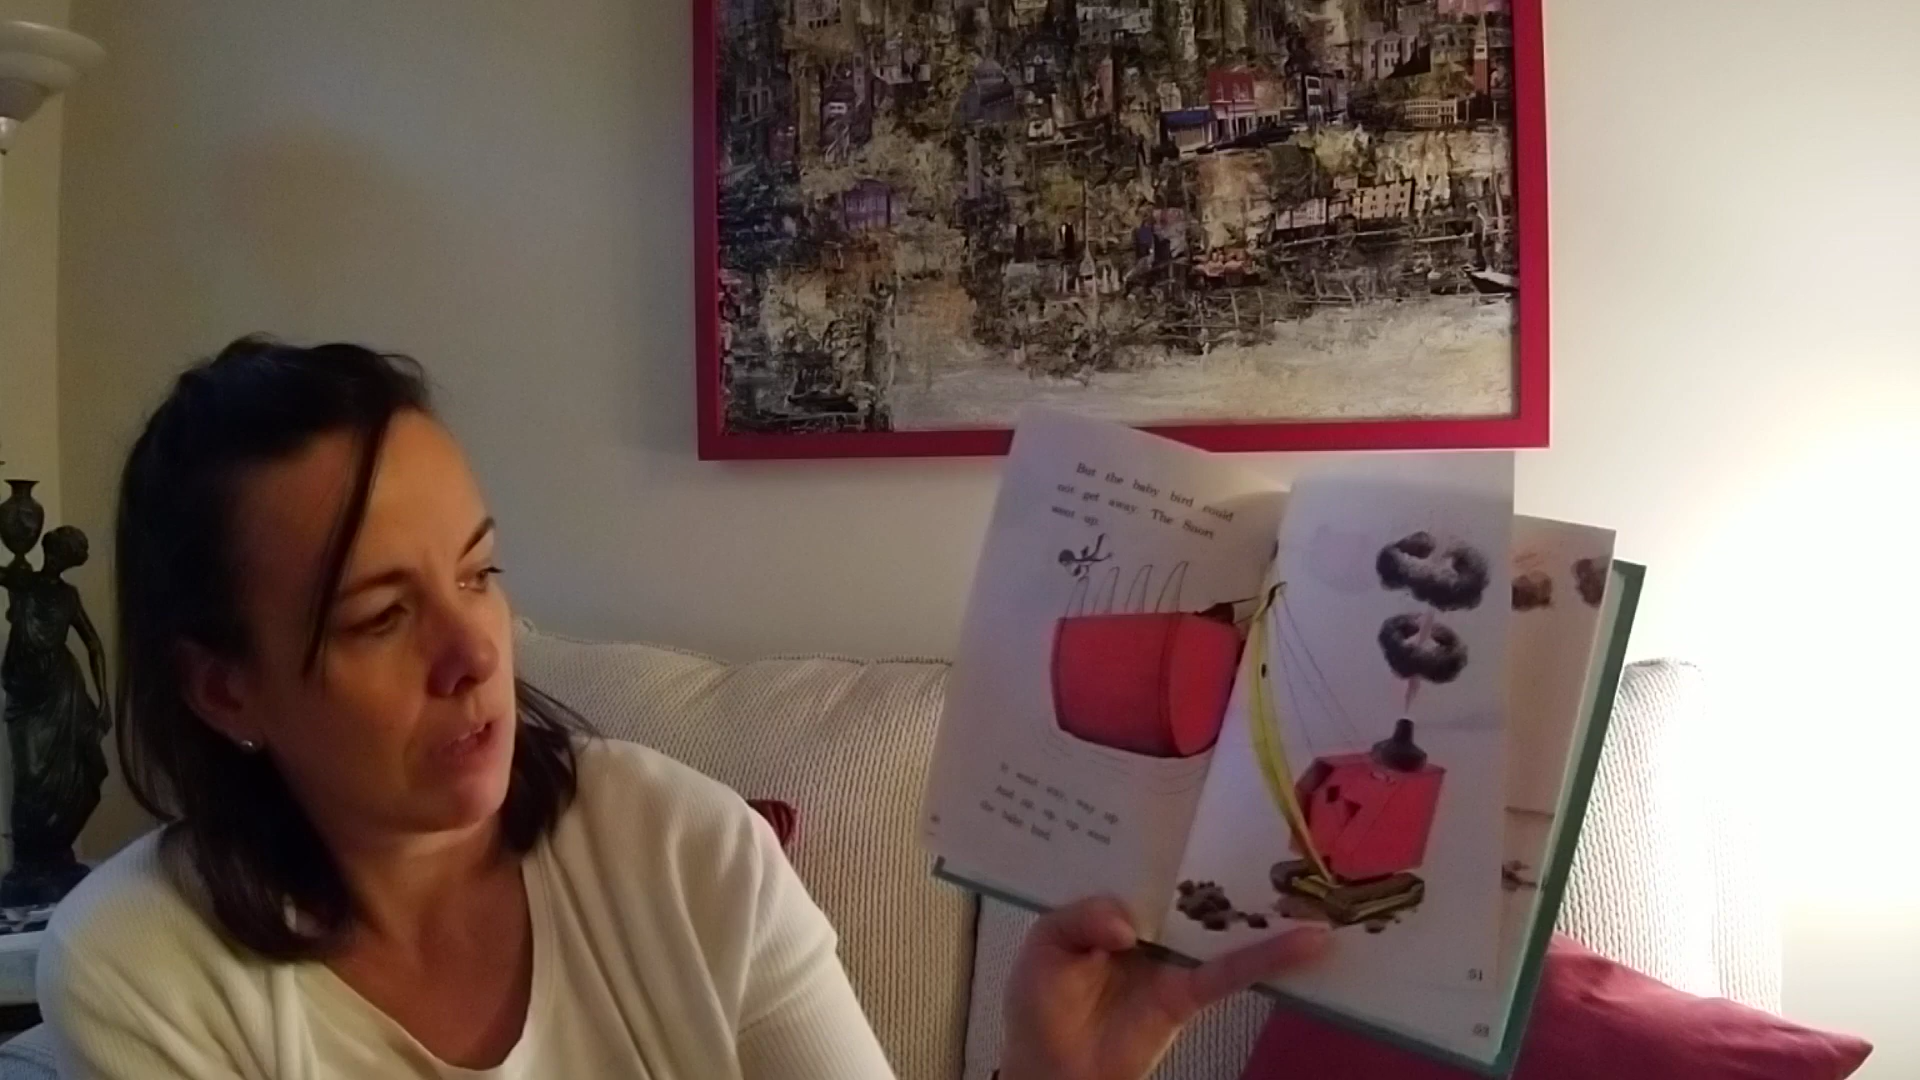 But the baby bird could
not get away. The Snort
went up.
It went way, way up.
And up, up, up went
the baby bird.
51
53